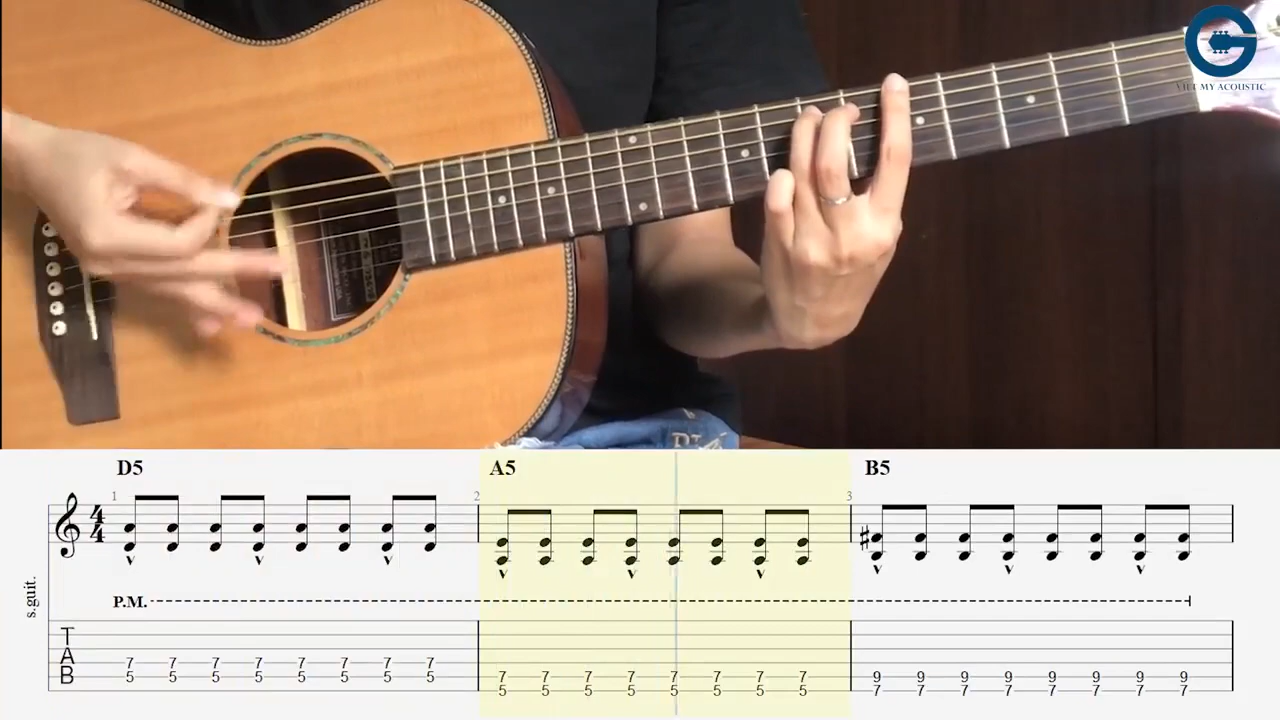 G
VIET MY ACOUSTIC
D5 A5 B5
1 2 3
4
4
s.guit.
P.M.
T
A 7 7 7 7 7 7 7 7
B 5 5 5 5 5 5 5 5 7 7 7 7 7 7 7 7 9 9 9 9 9 9 9 9
5 5 5 5 5 5 5 5 7 7 7 7 7 7 7 7